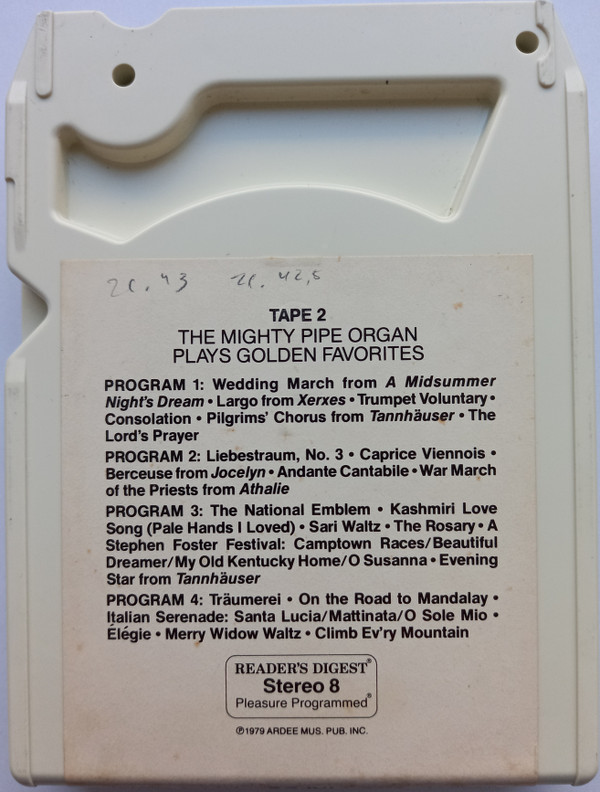 21.43 21.42,5
TAPE 2
THE MIGHTY PIPE ORGAN
PLAYS GOLDEN FAVORITES
PROGRAM 1: Wedding March from A Midsummer
Night's Dream • Largo from Xerxes • Trumpet Voluntary •
Consolation • Pilgrims' Chorus from Tannhäuser • The
Lord's Prayer
PROGRAM 2: Liebestraum, No. 3 • Caprice Viennois •
Berceuse from Jocelyn • Andante Cantabile • War March
of the Priests from Athalie
PROGRAM 3: The National Emblem • Kashmiri Love
Song (Pale Hands I Loved) • Sari Waltz • The Rosary • A
Stephen Foster Festival: Camptown Races/Beautiful
Dreamer/My Old Kentucky Home/O Susanna • Evening
Star from Tannhäuser
PROGRAM 4: Träumerei • On the Road to Mandalay •
Italian Serenade: Santa Lucia/Mattinata/O Sole Mio •
Élégie • Merry Widow Waltz • Climb Ev'ry Mountain
READER'S DIGEST®
Stereo 8
Pleasure Programmed®
℗1979 ARDEE MUS. PUB. INC.